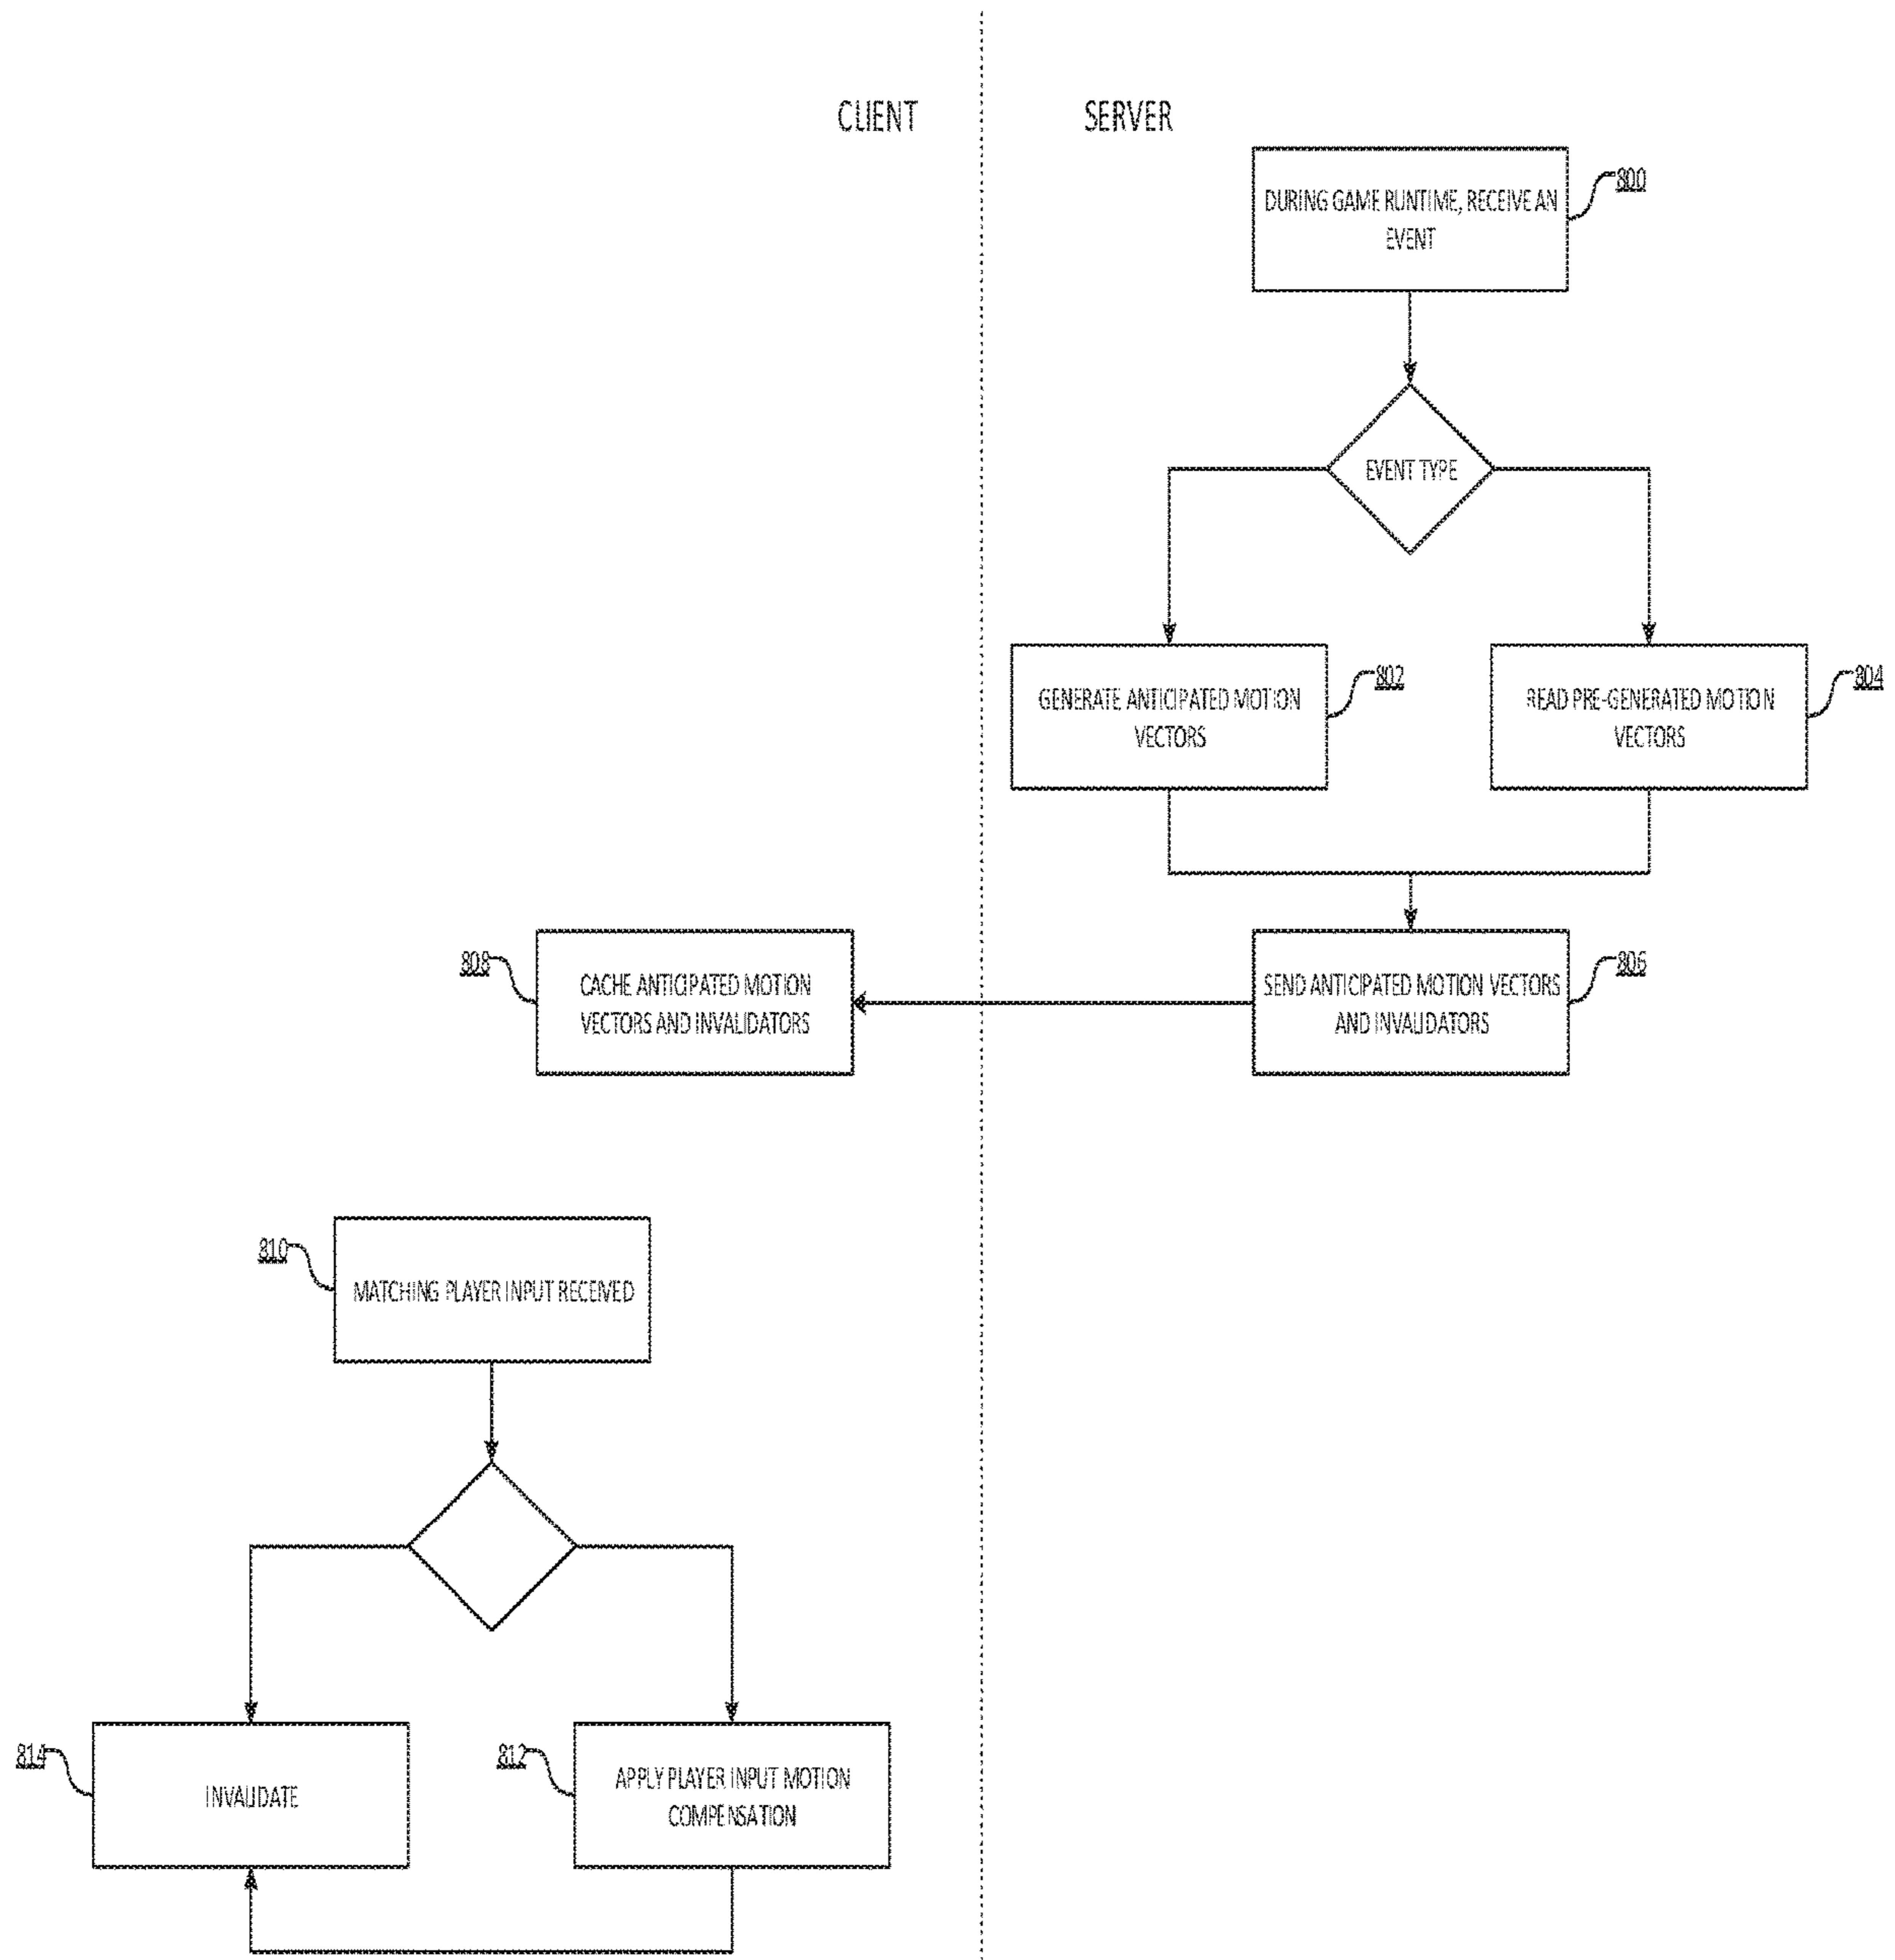 CLIENT
SERVER
DURING GAME RUNTIME, RECEIVE AN
EVENT
800
EVENT TYPE
GENERATE ANTICIPATED MOTION
VECTORS
802
READ PRE-GENERATED MOTION
VECTORS
804
808
CACHE ANTICIPATED MOTION
VECTORS AND INVALIDATORS
SEND ANTICIPATED MOTION VECTORS
AND INVALIDATORS
806
810
MATCHING PLAYER INPUT RECEIVED
814
INVALIDATE
812
APPLY PLAYER INPUT MOTION
COMPENSATION